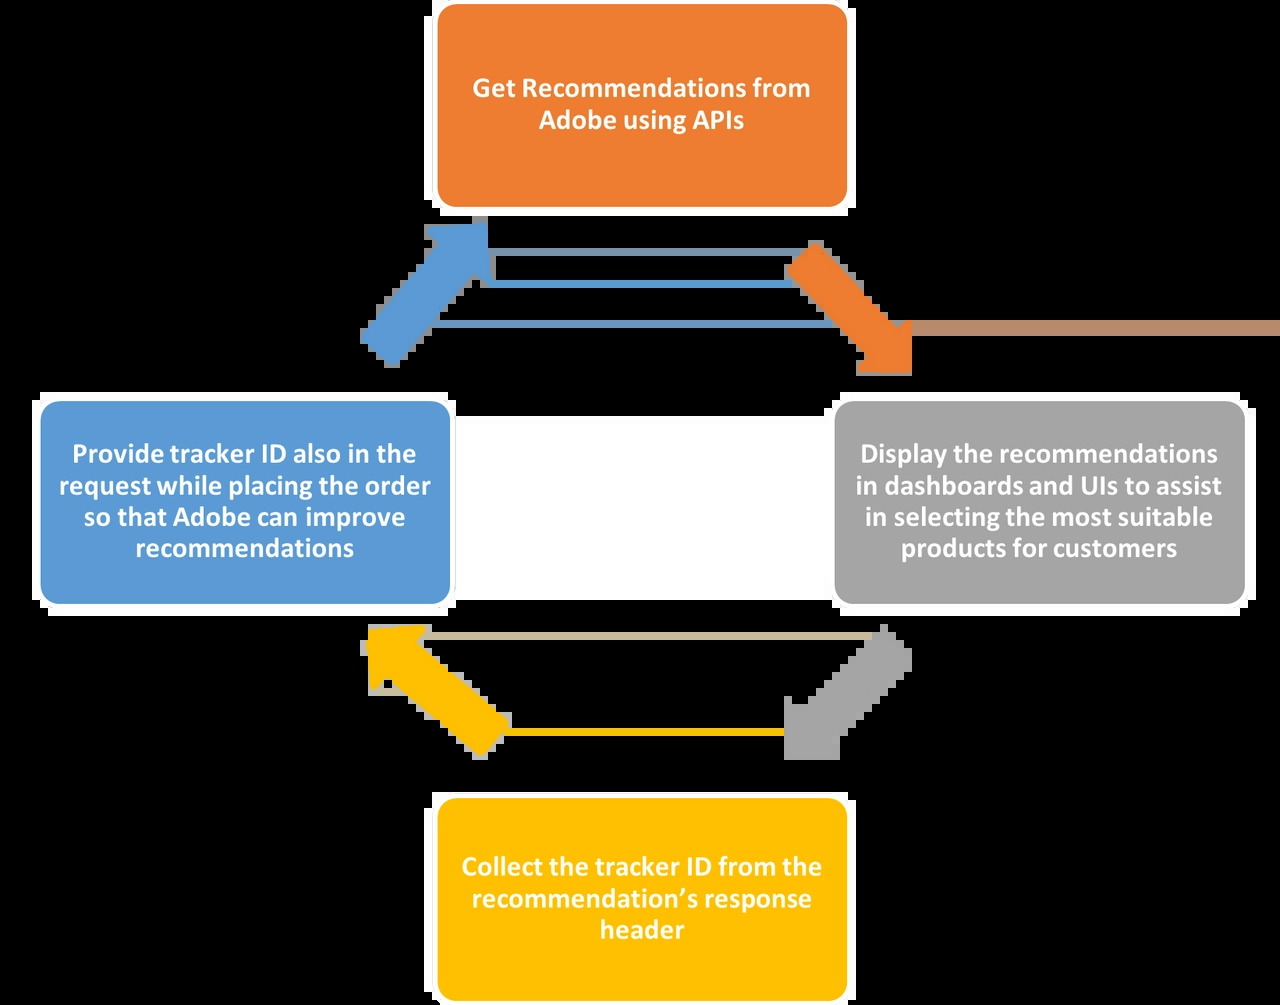 Get Recommendations from
Adobe using APIs
Provide tracker ID also in the
request while placing the order
so that Adobe can improve
recommendations
Display the recommendations
in dashboards and UIs to assist
in selecting the most suitable
products for customers
Collect the tracker ID from the
recommendation’s response
header